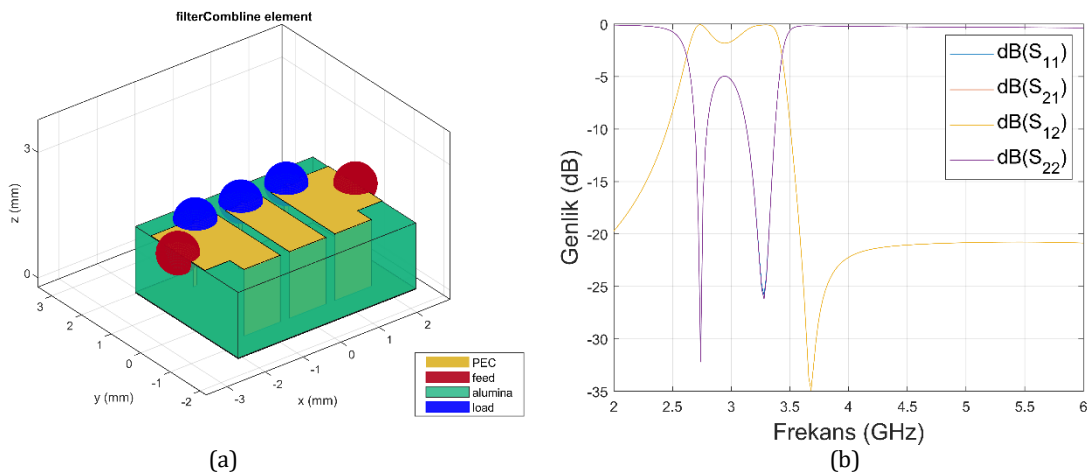 filterCombline element
3
0
z (mm)
3
2
1
0
-1
-2
y (mm)
-3
-2
-1
0
1
2
x (mm)
PEC
feed
alumina
load
(a)
0
-5
-10
-15
-20
-25
-30
-35
Genlik (dB)
2
2.5
3
3.5
4
4.5
5
5.5
6
Frekans (GHz)
dB(S11)
dB(S21)
dB(S12)
dB(S22)
(b)